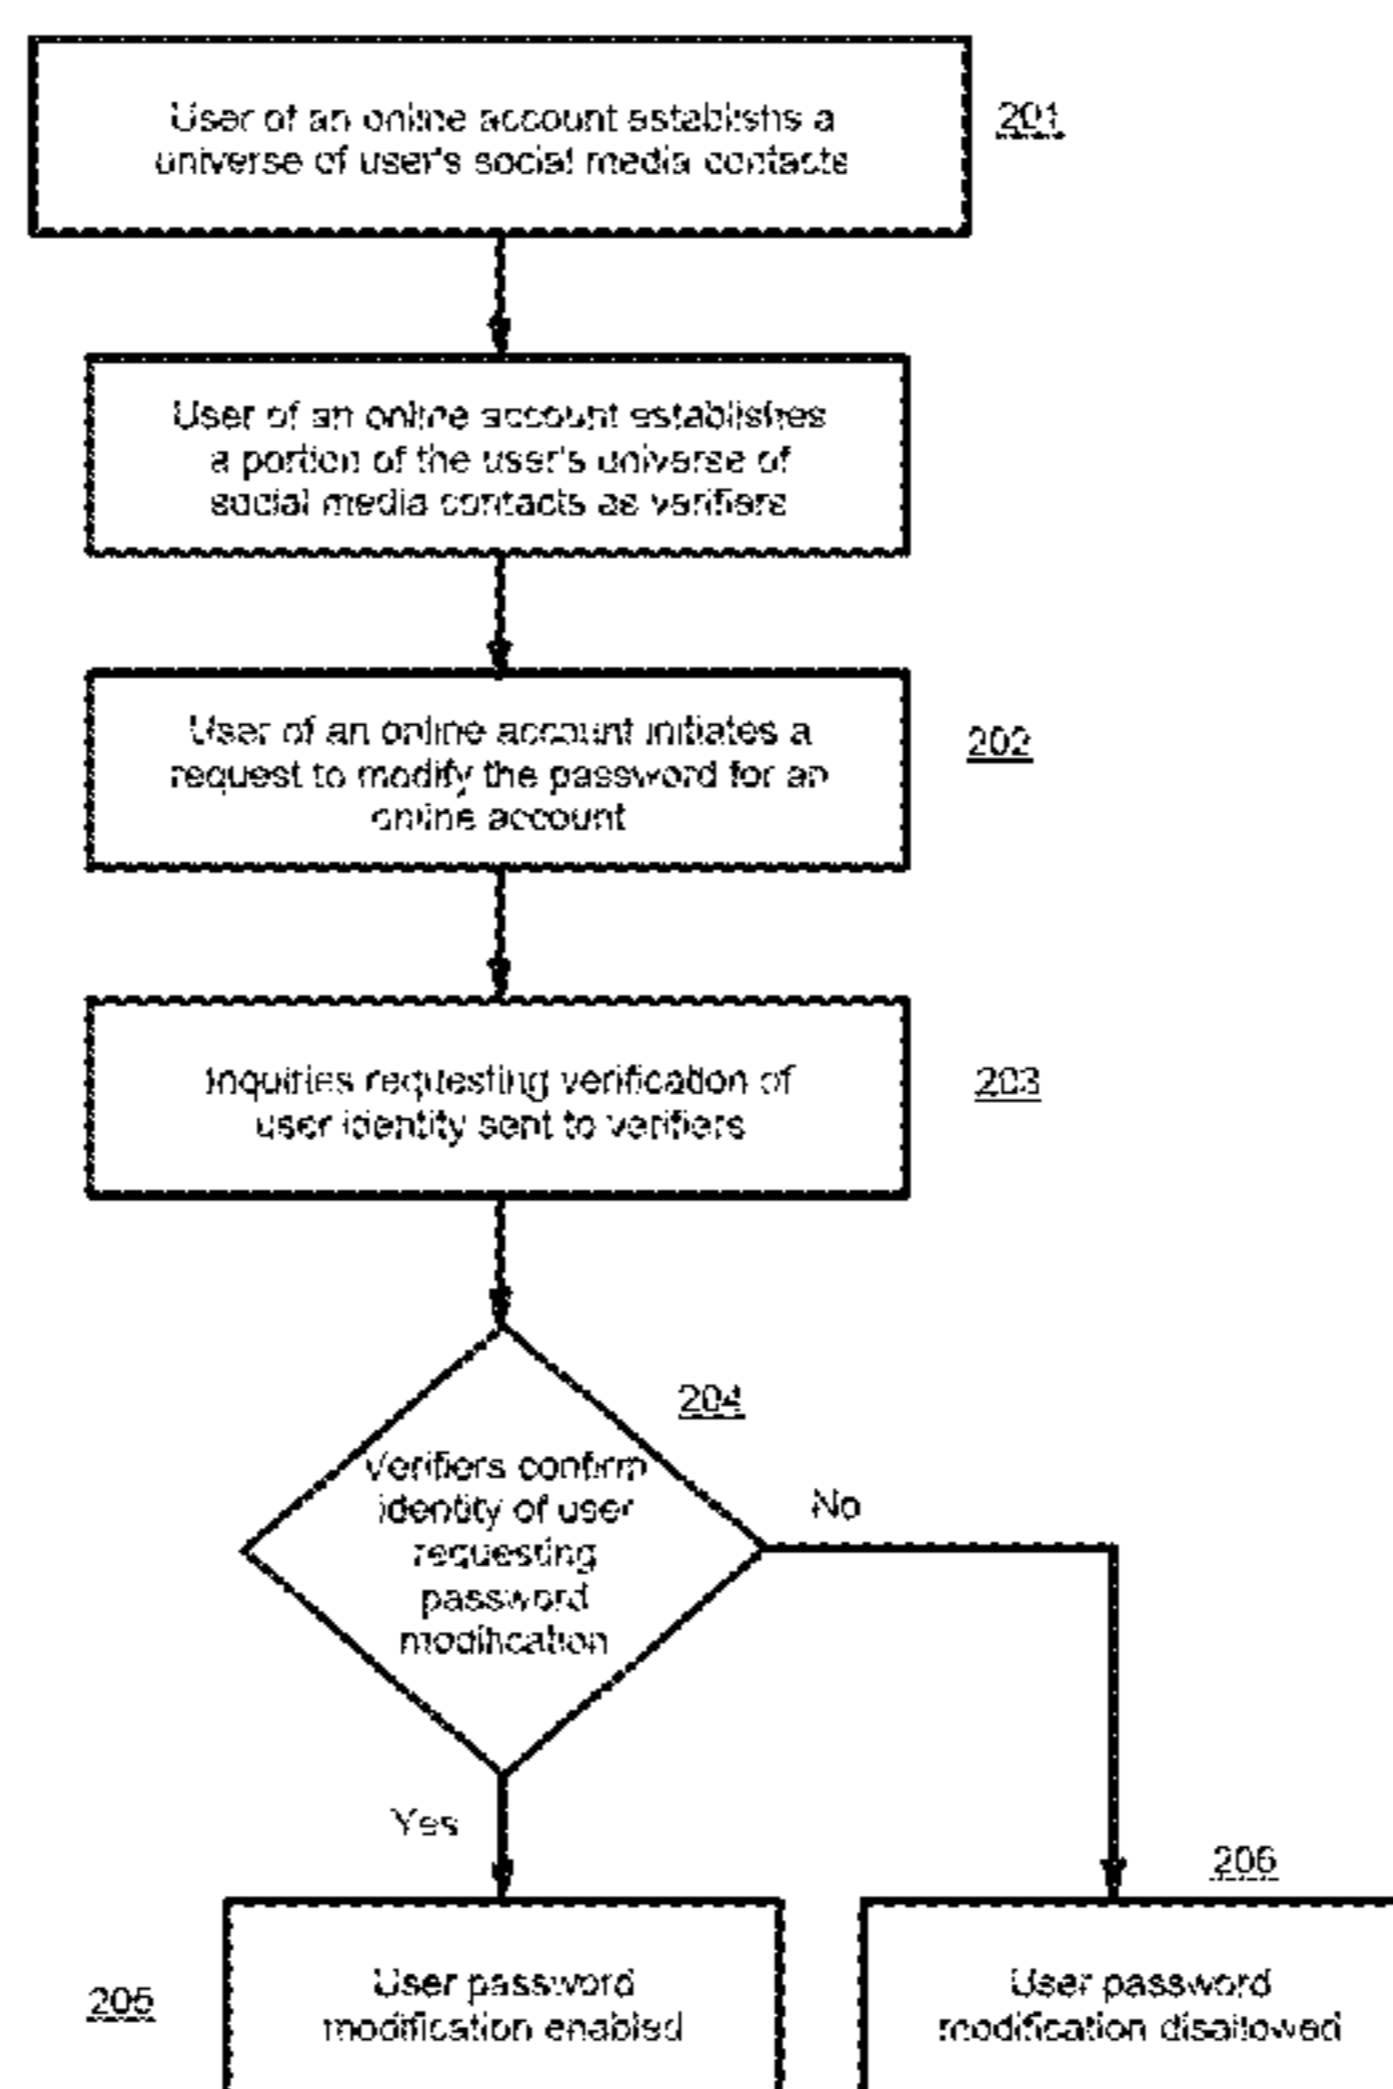 User of an online account establishs a
universe of user's social media contacts
201
User of an online account establishes
a portion of the user's universe of
social media contacts as verifiers
User of an online account initiates a
request to modify the password for an
online account
202
Inquiries requesting verification of
user identity sent to verifiers
203
204
Verifiers confirm
identity of user
requesting
password
modification
No
Yes
206
205
User password
modification enabled
User password
modification disallowed